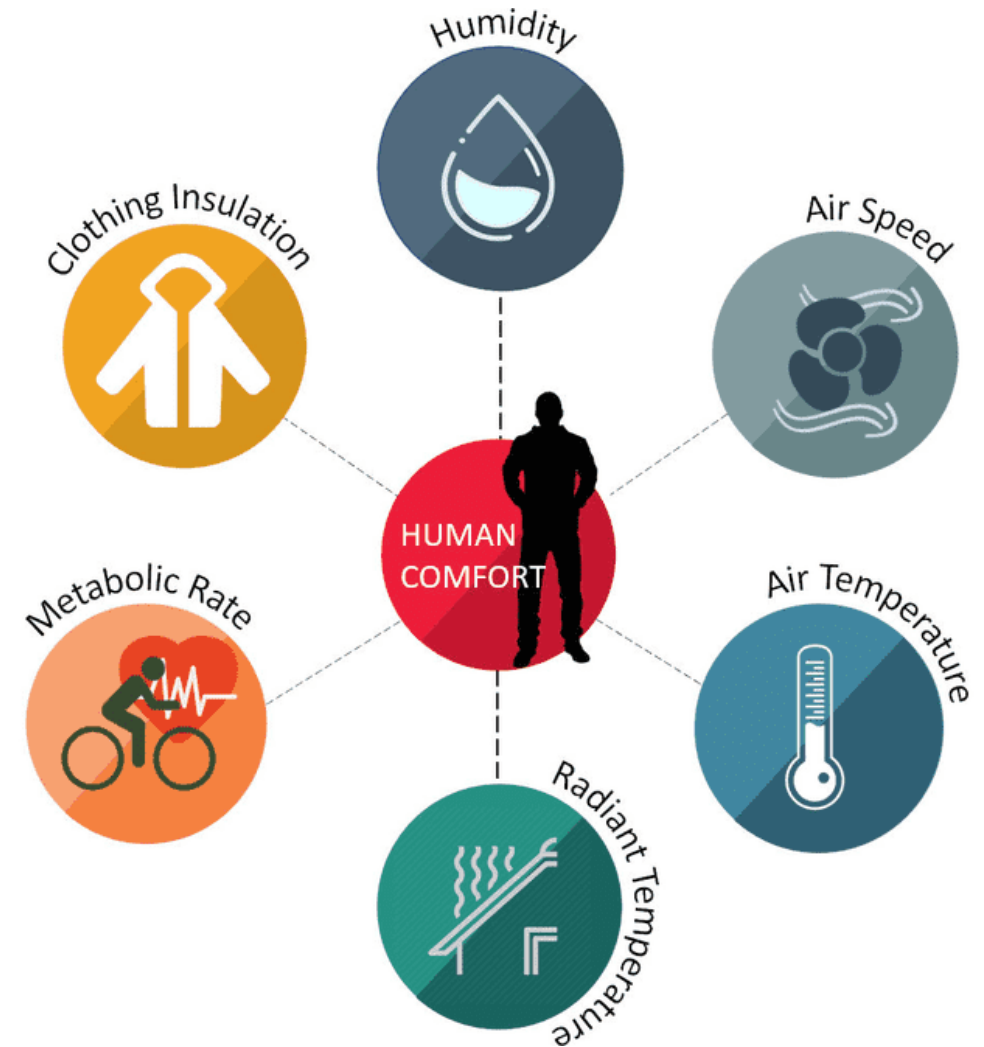 Humidity
Clothing Insulation
Air Speed
HUMAN
COMFORT
Metabolic Rate
Air Temperature
Radiant Temperature